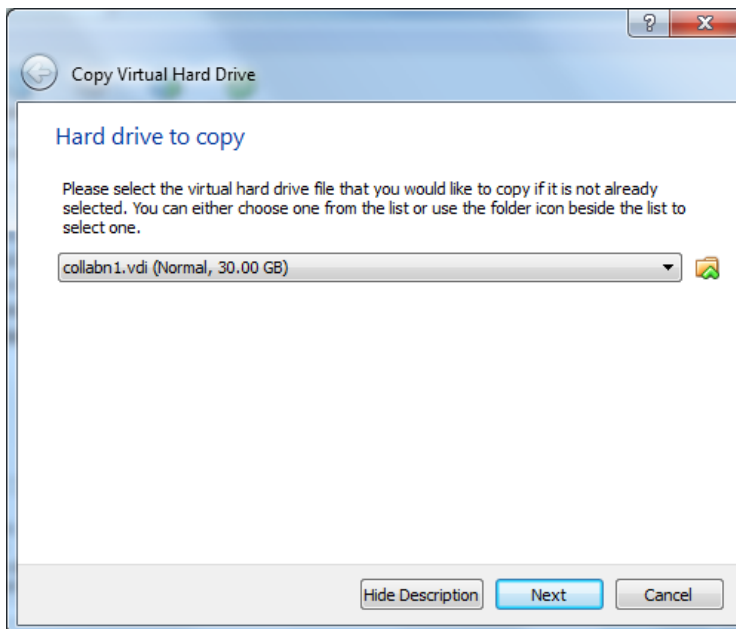 ?
Copy Virtual Hard Drive
Hard drive to copy
Please select the virtual hard drive file that you would like to copy if it is not already
selected. You can either choose one from the list or use the folder icon beside the list to
select one.
collabn1.vdi (Normal, 30.00 GB)
Hide Description Next Cancel